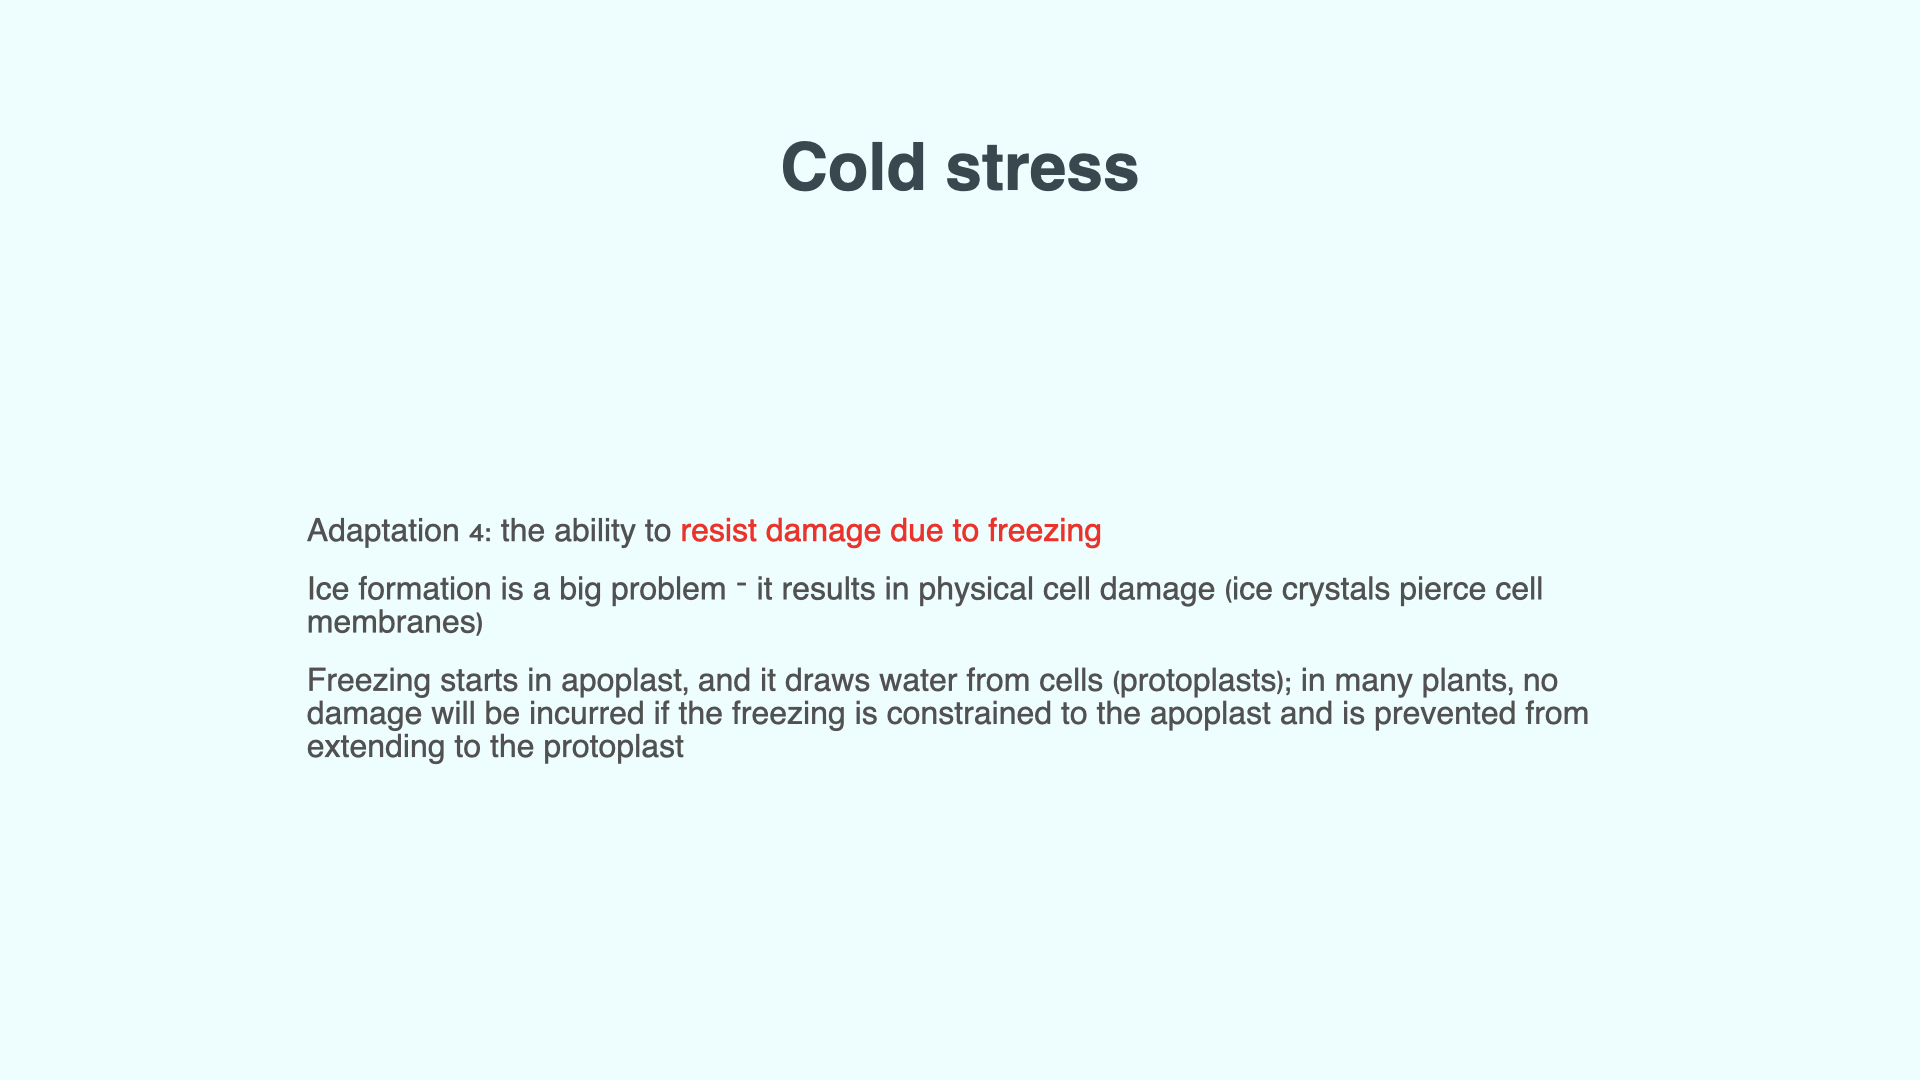 Cold stress
Adaptation 4: the ability to resist damage due to freezing
Ice formation is a big problem - it results in physical cell damage (ice crystals pierce cell
membranes)
Freezing starts in apoplast, and it draws water from cells (protoplasts); in many plants, no
damage will be incurred if the freezing is constrained to the apoplast and is prevented from
extending to the protoplast